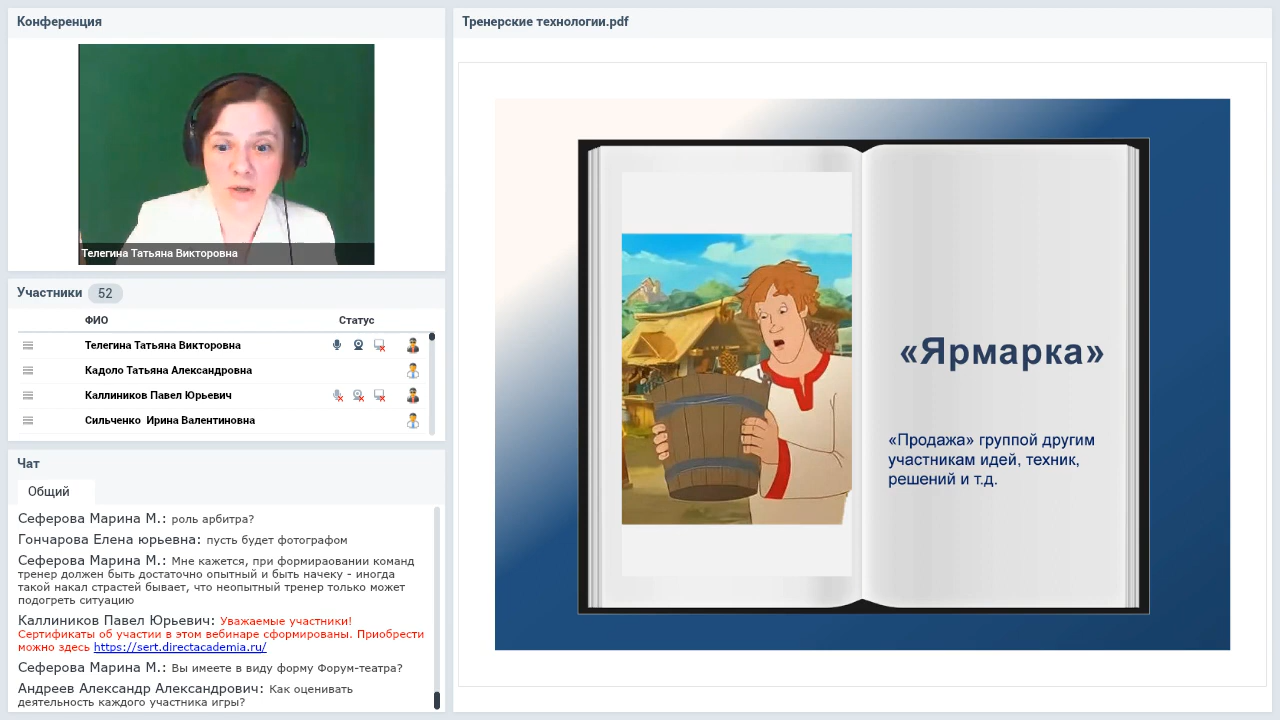 Конференция
Телегина Татьяна Викторовна
Участники 52
ФИО Статус
Телегина Татьяна Викторовна
Кадоло Татьяна Александровна
Каллиников Павел Юрьевич
Сильченко Ирина Валентиновна
Чат
Общий
Сеферова Марина М.: роль арбитра?
Гончарова Елена юрьевна: пусть будет фотографом
Сеферова Марина М.: Мне кажется, при формираовании команд
тренер должен быть достаточно опытный и быть начеку - иногда
такой накал страстей бывает, что неопытный тренер только может
подогреть ситуацию
Каллиников Павел Юрьевич: Уважаемые участники!
Сертификаты об участии в этом вебинаре сформированы. Приобрести
можно здесь https://sert.directacademia.ru/
Сеферова Марина М.: Вы имеете в виду форму Форум-театра?
Андреев Александр Александрович: Как оценивать
деятельность каждого участника игры?
Тренерские технологии.pdf
«Ярмарка»
«Продажа» группой другим
участникам идей, техник,
решений и т.д.